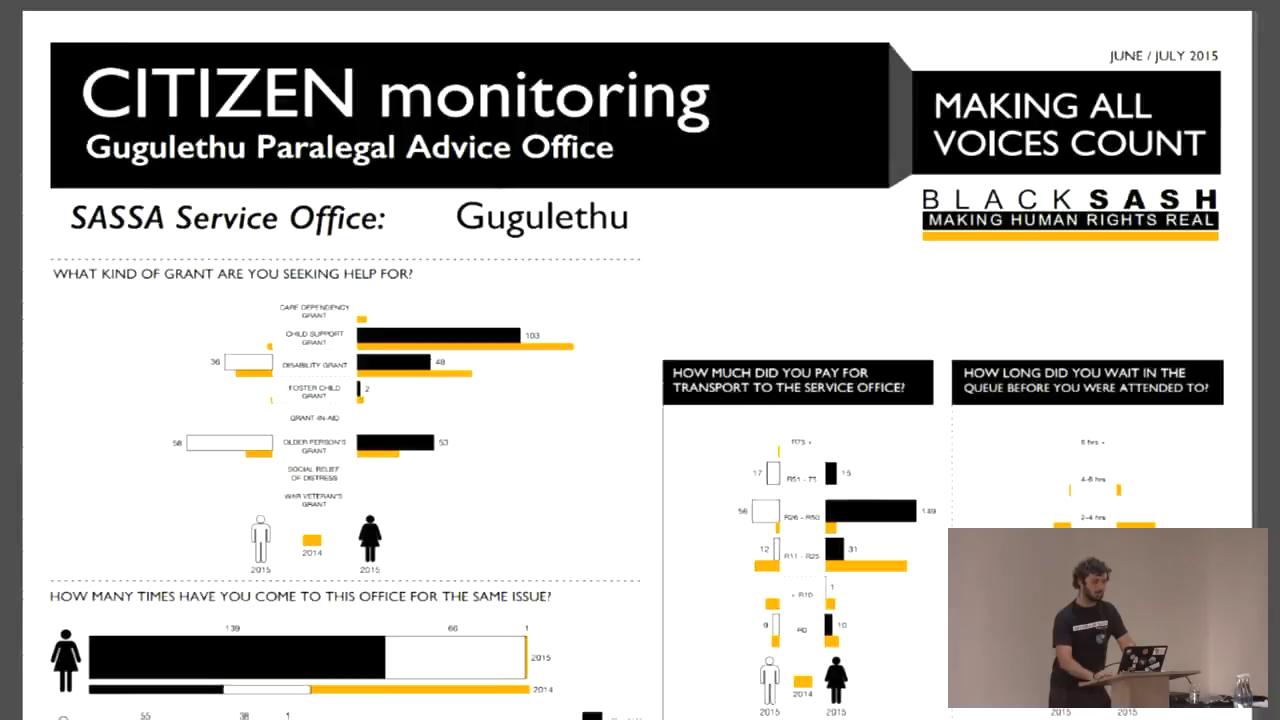 JUNE / JULY 2015
CITIZEN monitoring
Gugulethu Paralegal Advice Office
MAKING ALL
VOICES COUNT
BLACKSASH
MAKING HUMAN RIGHTS REAL
SASSA Service Office: Gugulethu
WHAT KIND OF GRANT ARE YOU SEEKING HELP FOR?
CARE DEPENDENCY
GRANT
CHILD SUPPORT
GRANT
103
36
DISABILITY GRANT
48
FOSTER CHILD
GRANT
2
GRANT-IN-AID
58
OLDER PERSON'S
GRANT
53
SOCIAL RELIEF
OF DISTRESS
WAR VETERAN'S
GRANT
2014
2015
2015
HOW MANY TIMES HAVE YOU COME TO THIS OFFICE FOR THE SAME ISSUE?
139
66
1
2015
2014
55
38
1
HOW MUCH DID YOU PAY FOR
TRANSPORT TO THE SERVICE OFFICE?
R75 +
17
R51 - 75
15
56
R26 - R50
149
12
R11 - R25
31
- R10
1
9
R0
10
2014
2015
2015
HOW LONG DID YOU WAIT IN THE
QUEUE BEFORE YOU WERE ATTENDED TO?
6 hrs +
4-6 hrs
2-4 hrs
2015
2015